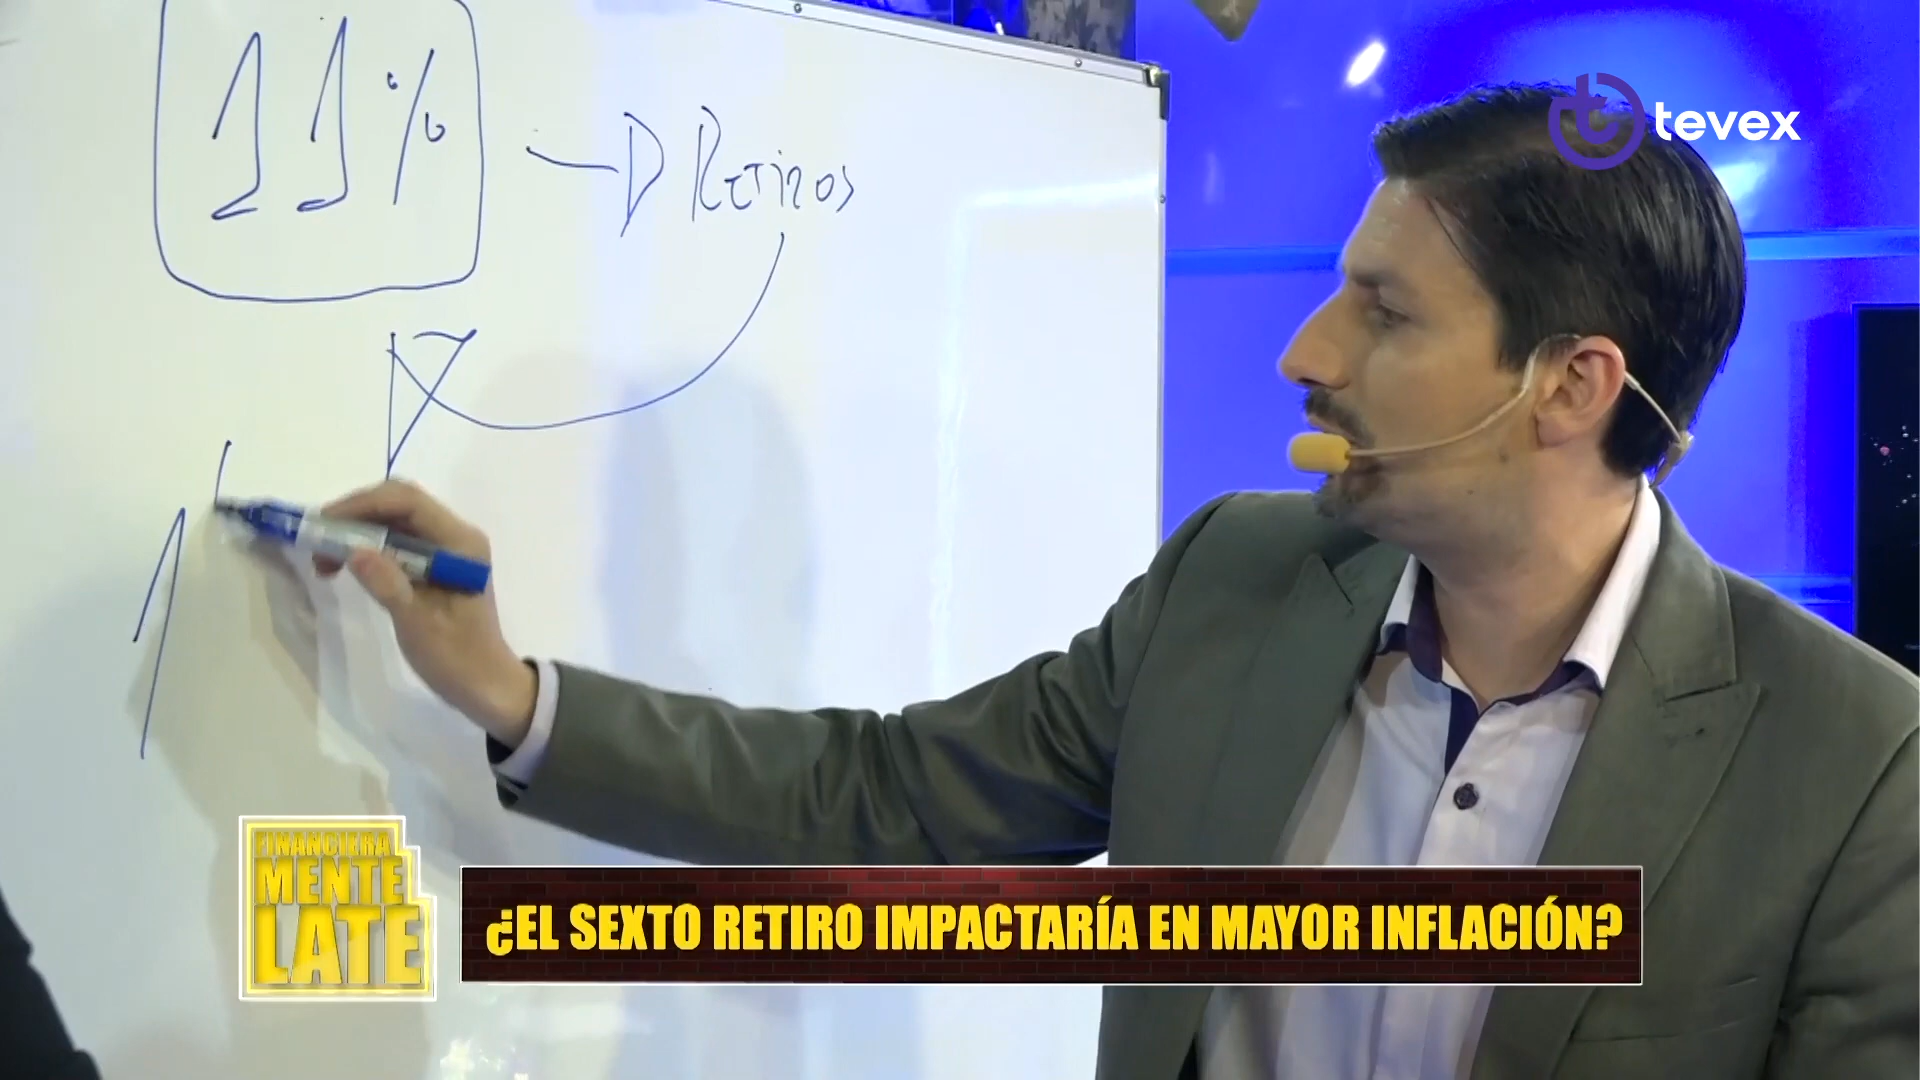 11%
Retiros
tevex
FINANCIERA
MENTE
LATE
¿EL SEXTO RETIRO IMPACTARÍA EN MAYOR INFLACIÓN?